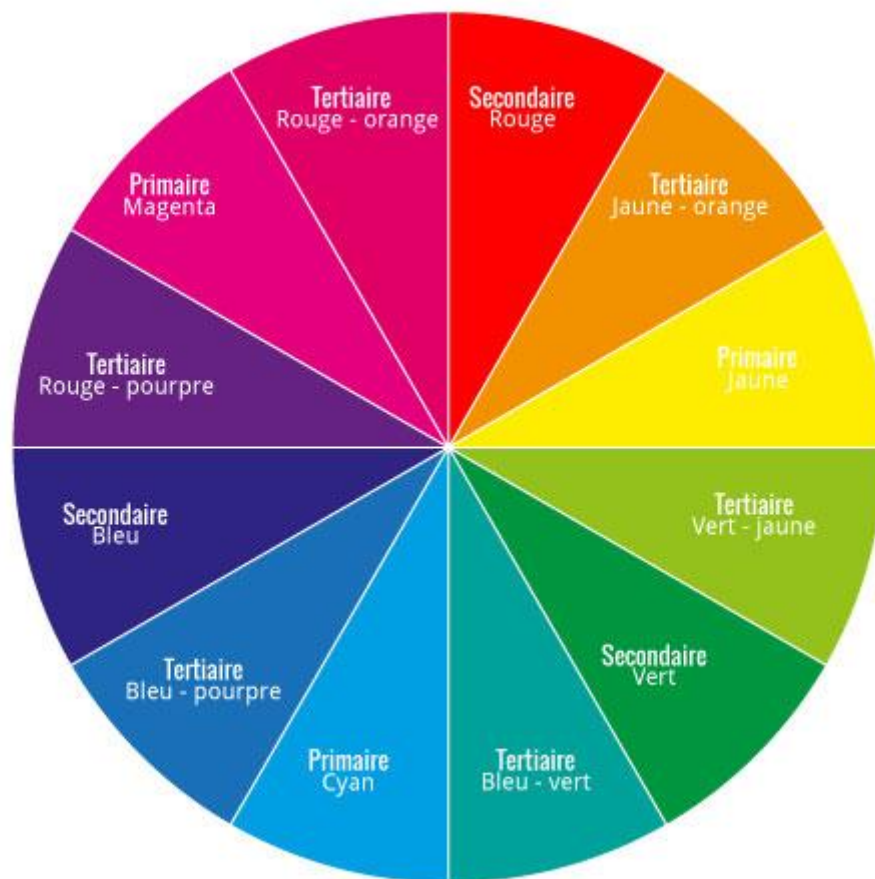 Tertiaire
Rouge - orange
Secondaire
Rouge
Tertiaire
Jaune - orange
Primaire
Jaune
Tertiaire
Vert - jaune
Secondaire
Vert
Tertiaire
Bleu - vert
Primaire
Cyan
Tertiaire
Bleu - pourpre
Secondaire
Bleu
Tertiaire
Rouge - pourpre
Primaire
Magenta